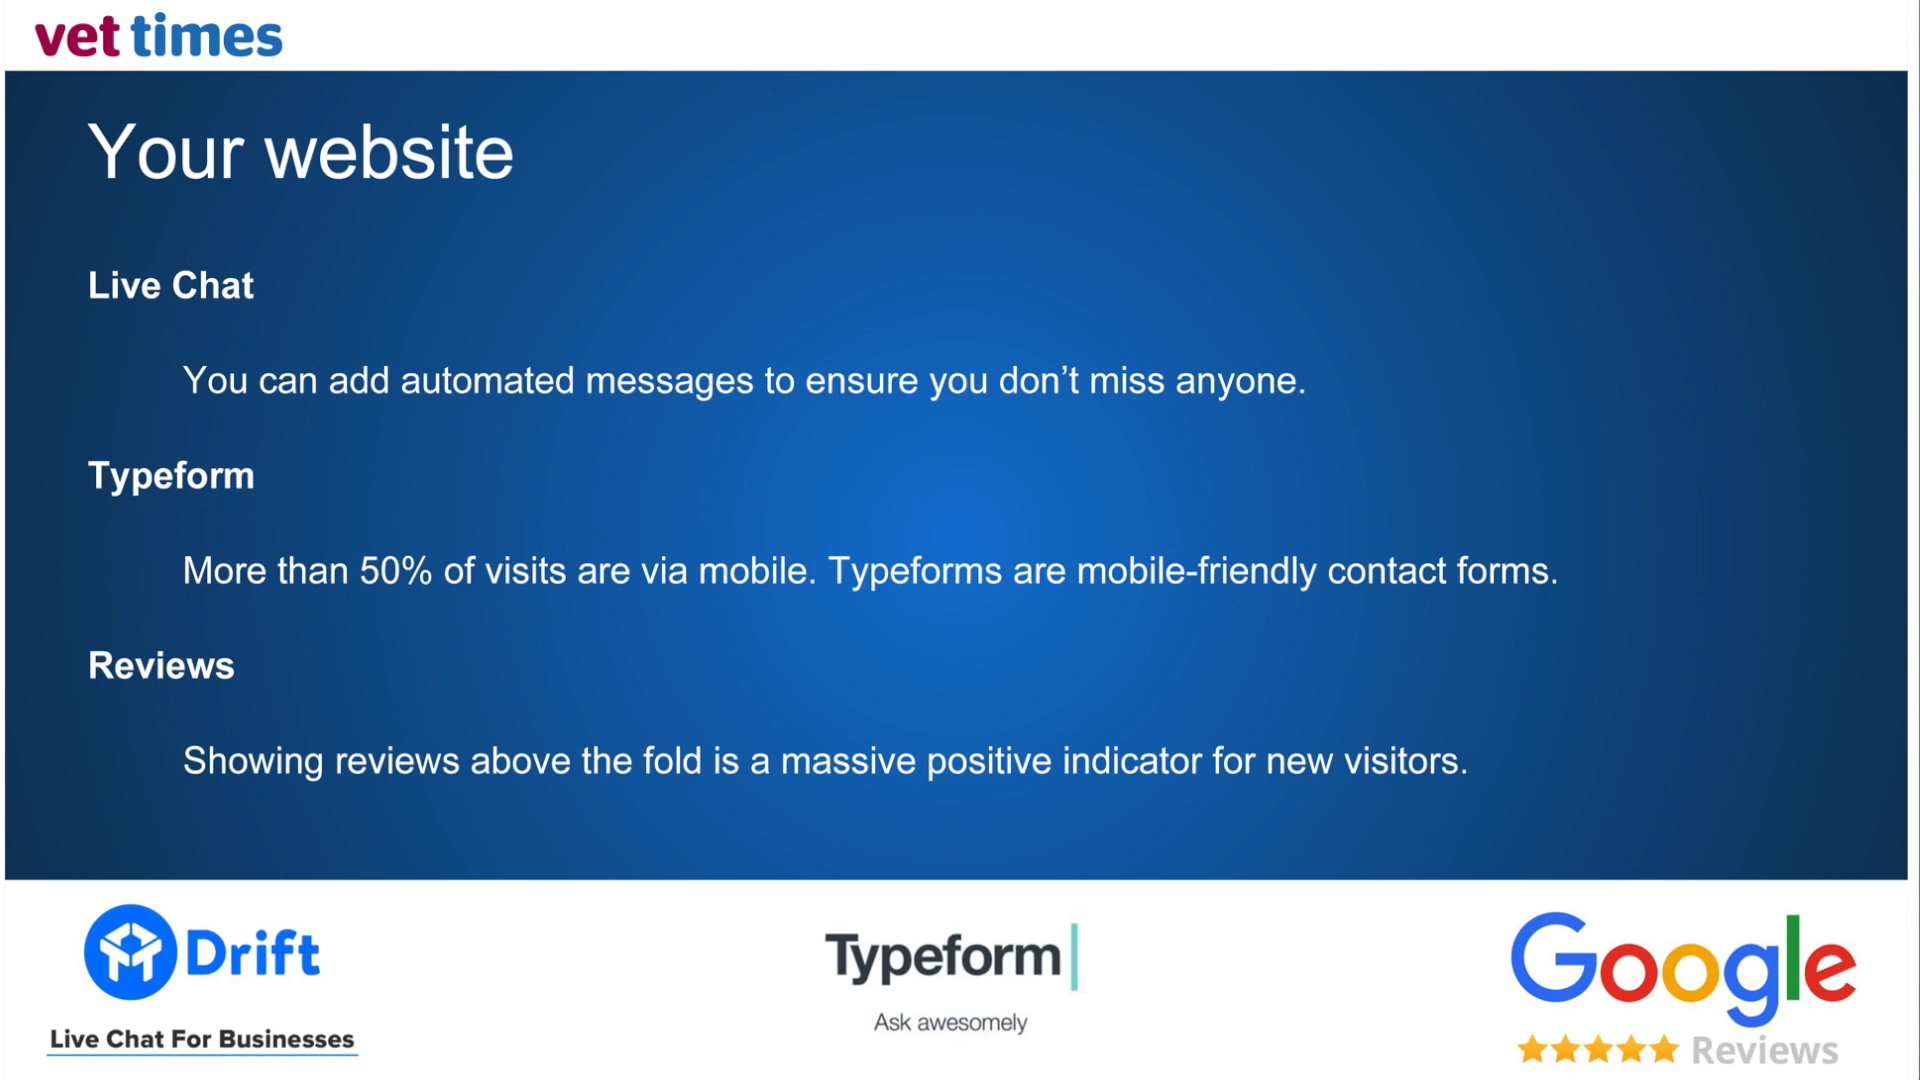 vet times
Your website
Live Chat
You can add automated messages to ensure you don’t miss anyone.
Typeform
More than 50% of visits are via mobile. Typeforms are mobile-friendly contact forms.
Reviews
Showing reviews above the fold is a massive positive indicator for new visitors.
Drift
Live Chat For Businesses
Typeform
Ask awesomely
Google
Reviews